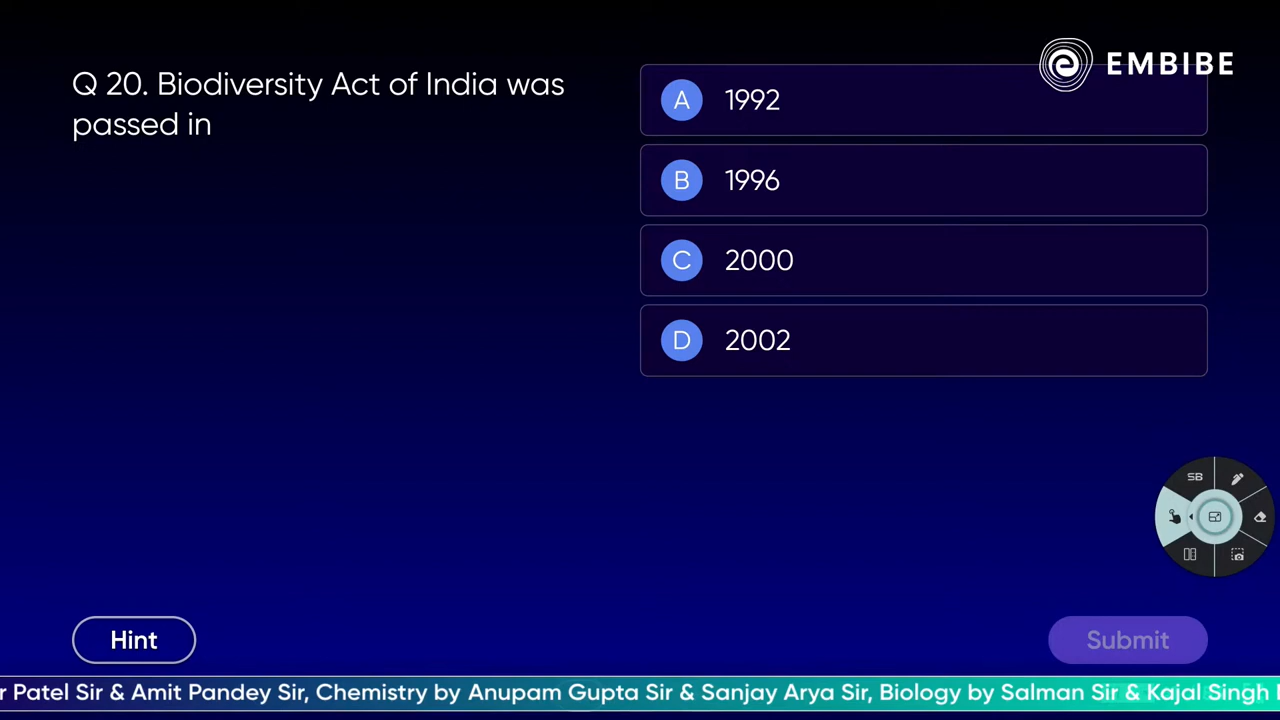 EMBIBE
Q 20. Biodiversity Act of India was
passed in
A 1992
B 1996
C 2000
D 2002
SB
Hint
Submit
r Patel Sir & Amit Pandey Sir, Chemistry by Anupam Gupta Sir & Sanjay Arya Sir, Biology by Salman Sir & Kajal Singh